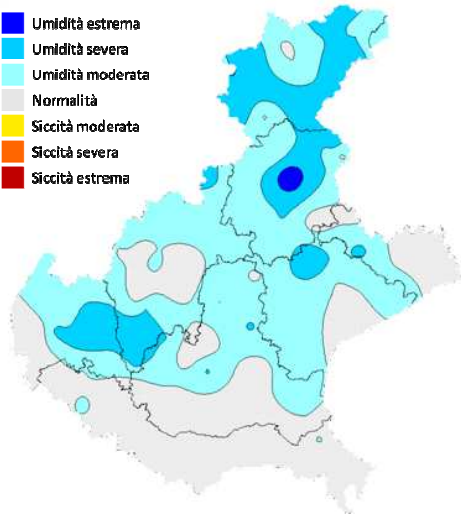 Umidità estrema
Umidità severa
Umidità moderata
Normalità
Siccità moderata
Siccità severa
Siccità estrema